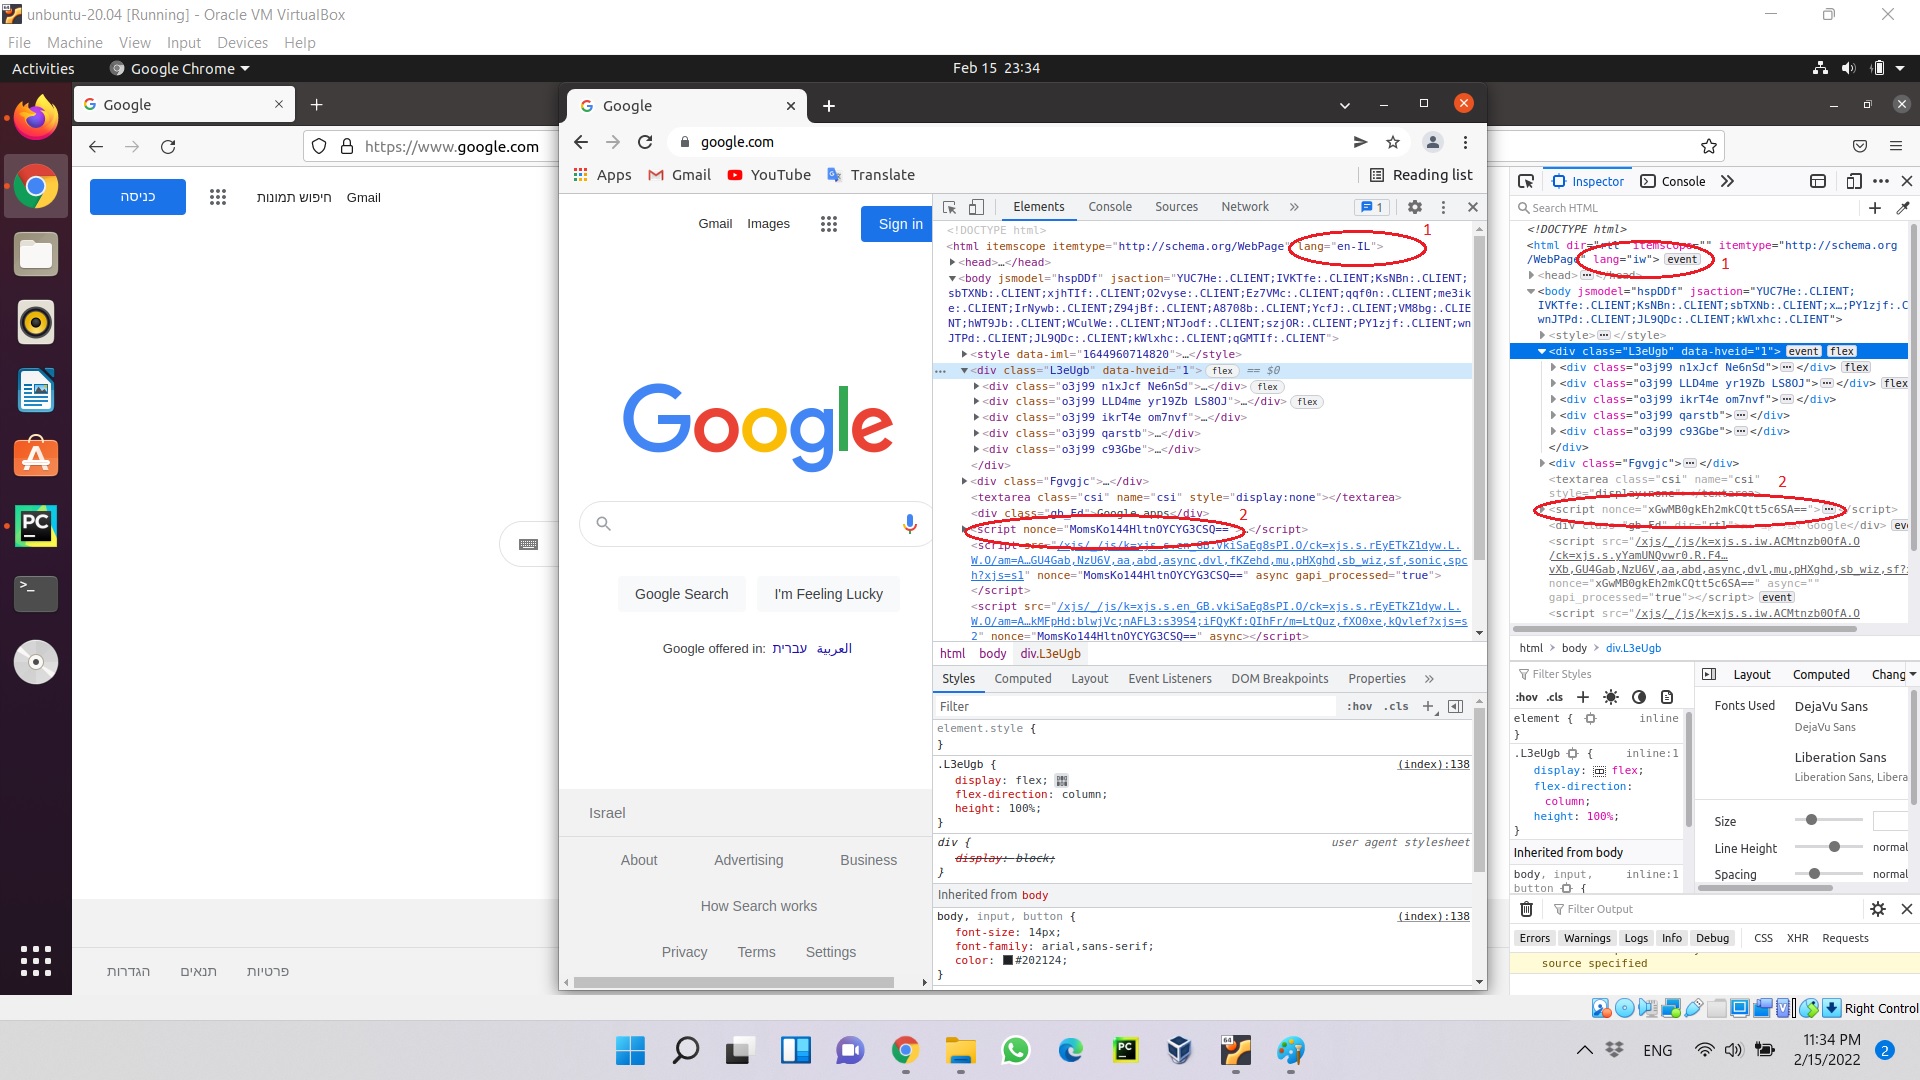 unbuntu-20.04 [Running] - Oracle VM VirtualBox
File Machine View Input Devices Help
Activities Google Chrome Feb 15 23:34
Google
https://www.google.com
כניסה חיפוש תמונות Gmail
הגדרות תנאים פרטיות
Google
google.com
Apps Gmail YouTube Translate Reading list
Gmail Images Sign in
Google
Google Search I'm Feeling Lucky
Google offered in: עברית العربية
Israel
About Advertising Business
How Search works
Privacy Terms Settings
Elements Console Sources Network 1
<!DOCTYPE html>
1
<html itemscope itemtype="http://schema.org/WebPage" lang="en-IL">
<head>…</head>
<body jsmodel="hspDDf" jsaction="YUC7He:.CLIENT;IVKTfe:.CLIENT;KsNBn:.CLIENT;
sbTXNb:.CLIENT;xjhTIf:.CLIENT;O2vyse:.CLIENT;Ez7VMc:.CLIENT;qqf0n:.CLIENT;me3ik
e:.CLIENT;IrNywb:.CLIENT;Z94jBf:.CLIENT;A8708b:.CLIENT;YcfJ:.CLIENT;VM8bg:.CLIE
NT;hWT9Jb:.CLIENT;WCulWe:.CLIENT;NTJodf:.CLIENT;szjOR:.CLIENT;PY1zjf:.CLIENT;wn
JTPd:.CLIENT;JL9QDc:.CLIENT;kWlxhc:.CLIENT;qGMTIf:.CLIENT">
<style data-iml="1644960714820">…</style>
<div class="L3eUgb" data-hveid="1"> flex == $0
<div class="o3j99 n1xJcf Ne6nSd">…</div> flex
<div class="o3j99 LLD4me yr19Zb LS8OJ">…</div> flex
<div class="o3j99 ikrT4e om7nvf">…</div>
<div class="o3j99 qarstb">…</div>
<div class="o3j99 c93Gbe">…</div>
</div>
<div class="Fgvgjc">…</div>
<textarea class="csi" name="csi" style="display:none"></textarea>
<div class="gb_Ed">Google apps</div>
2
<script nonce="MomsKo144HltnOYCYG3CSQ==">…</script>
<script src="/xjs/_/js/k=xjs.s.en_GB.vkiSaEg8sPI.O/ck=xjs.s.rEyETkZ1dyw.L.
W.O/am=A…GU4Gab,NzU6V,aa,abd,async,dvl,fKZehd,mu,pHXghd,sb_wiz,sf,sonic,spc
h?xjs=s1" nonce="MomsKo144HltnOYCYG3CSQ==" async gapi_processed="true">
</script>
<script src="/xjs/_/js/k=xjs.s.en_GB.vkiSaEg8sPI.O/ck=xjs.s.rEyETkZ1dyw.L.
W.O/am=A…kMFpHd:blwjVc;nAFL3:s39S4;iFQyKf:QIhFr/m=LtQuz,fXO0xe,kQvlef?xjs=s
2" nonce="MomsKo144HltnOYCYG3CSQ==" async></script>
html body div.L3eUgb
Styles Computed Layout Event Listeners DOM Breakpoints Properties
Filter :hov .cls
element.style {
}
.L3eUgb { (index):138
display: flex;
flex-direction: column;
height: 100%;
}
div { user agent stylesheet
display: block;
}
Inherited from body
body, input, button { (index):138
font-size: 14px;
font-family: arial,sans-serif;
color: #202124;
}
Inspector Console
Search HTML
<!DOCTYPE html>
<html dir="rtl" itemscope="" itemtype="http://schema.org
/WebPage" lang="iw"> event 1
<head> </head>
<body jsmodel="hspDDf" jsaction="YUC7He:.CLIENT;
IVKTfe:.CLIENT;KsNBn:.CLIENT;sbTXNb:.CLIENT;x…;PY1zjf:.C
wnJTPd:.CLIENT;JL9QDc:.CLIENT;kWlxhc:.CLIENT">
<style> </style>
<div class="L3eUgb" data-hveid="1"> event flex
<div class="o3j99 n1xJcf Ne6nSd"> </div> flex
<div class="o3j99 LLD4me yr19Zb LS8OJ"> </div> flex
<div class="o3j99 ikrT4e om7nvf"> </div>
<div class="o3j99 qarstb"> </div>
<div class="o3j99 c93Gbe"> </div>
</div>
<div class="Fgvgjc"> </div>
<textarea class="csi" name="csi" 2
style="display:none"></textarea>
<script nonce="xGwMB0gkEh2mkCQtt5c6SA=="> </script>
<div class="gb_Ed" dir="rtl"> Google</div>
<script src="/xjs/_/js/k=xjs.s.iw.ACMtnzb0OfA.O
/ck=xjs.s.yYamUNQvwr0.R.F4…
vXb,GU4Gab,NzU6V,aa,abd,async,dvl,mu,pHXghd,sb_wiz,sf?
nonce="xGwMB0gkEh2mkCQtt5c6SA==" async=""
gapi_processed="true"></script> event
<script src="/xjs/_/js/k=xjs.s.iw.ACMtnzb0OfA.O
html body div.L3eUgb
Filter Styles
:hov .cls
element { inline
}
.L3eUgb { inline:1
display: flex;
flex-direction:
column;
height: 100%;
}
Inherited from body
body, input, inline:1
button {
Layout Computed Chang
Fonts Used DejaVu Sans
DejaVu Sans
Liberation Sans
Liberation Sans, Libera
Size
Line Height normal
Spacing normal
Filter Output
Errors Warnings Logs Info Debug CSS XHR Requests
source specified
Right Control
ENG 11:34 PM
2/15/2022 2